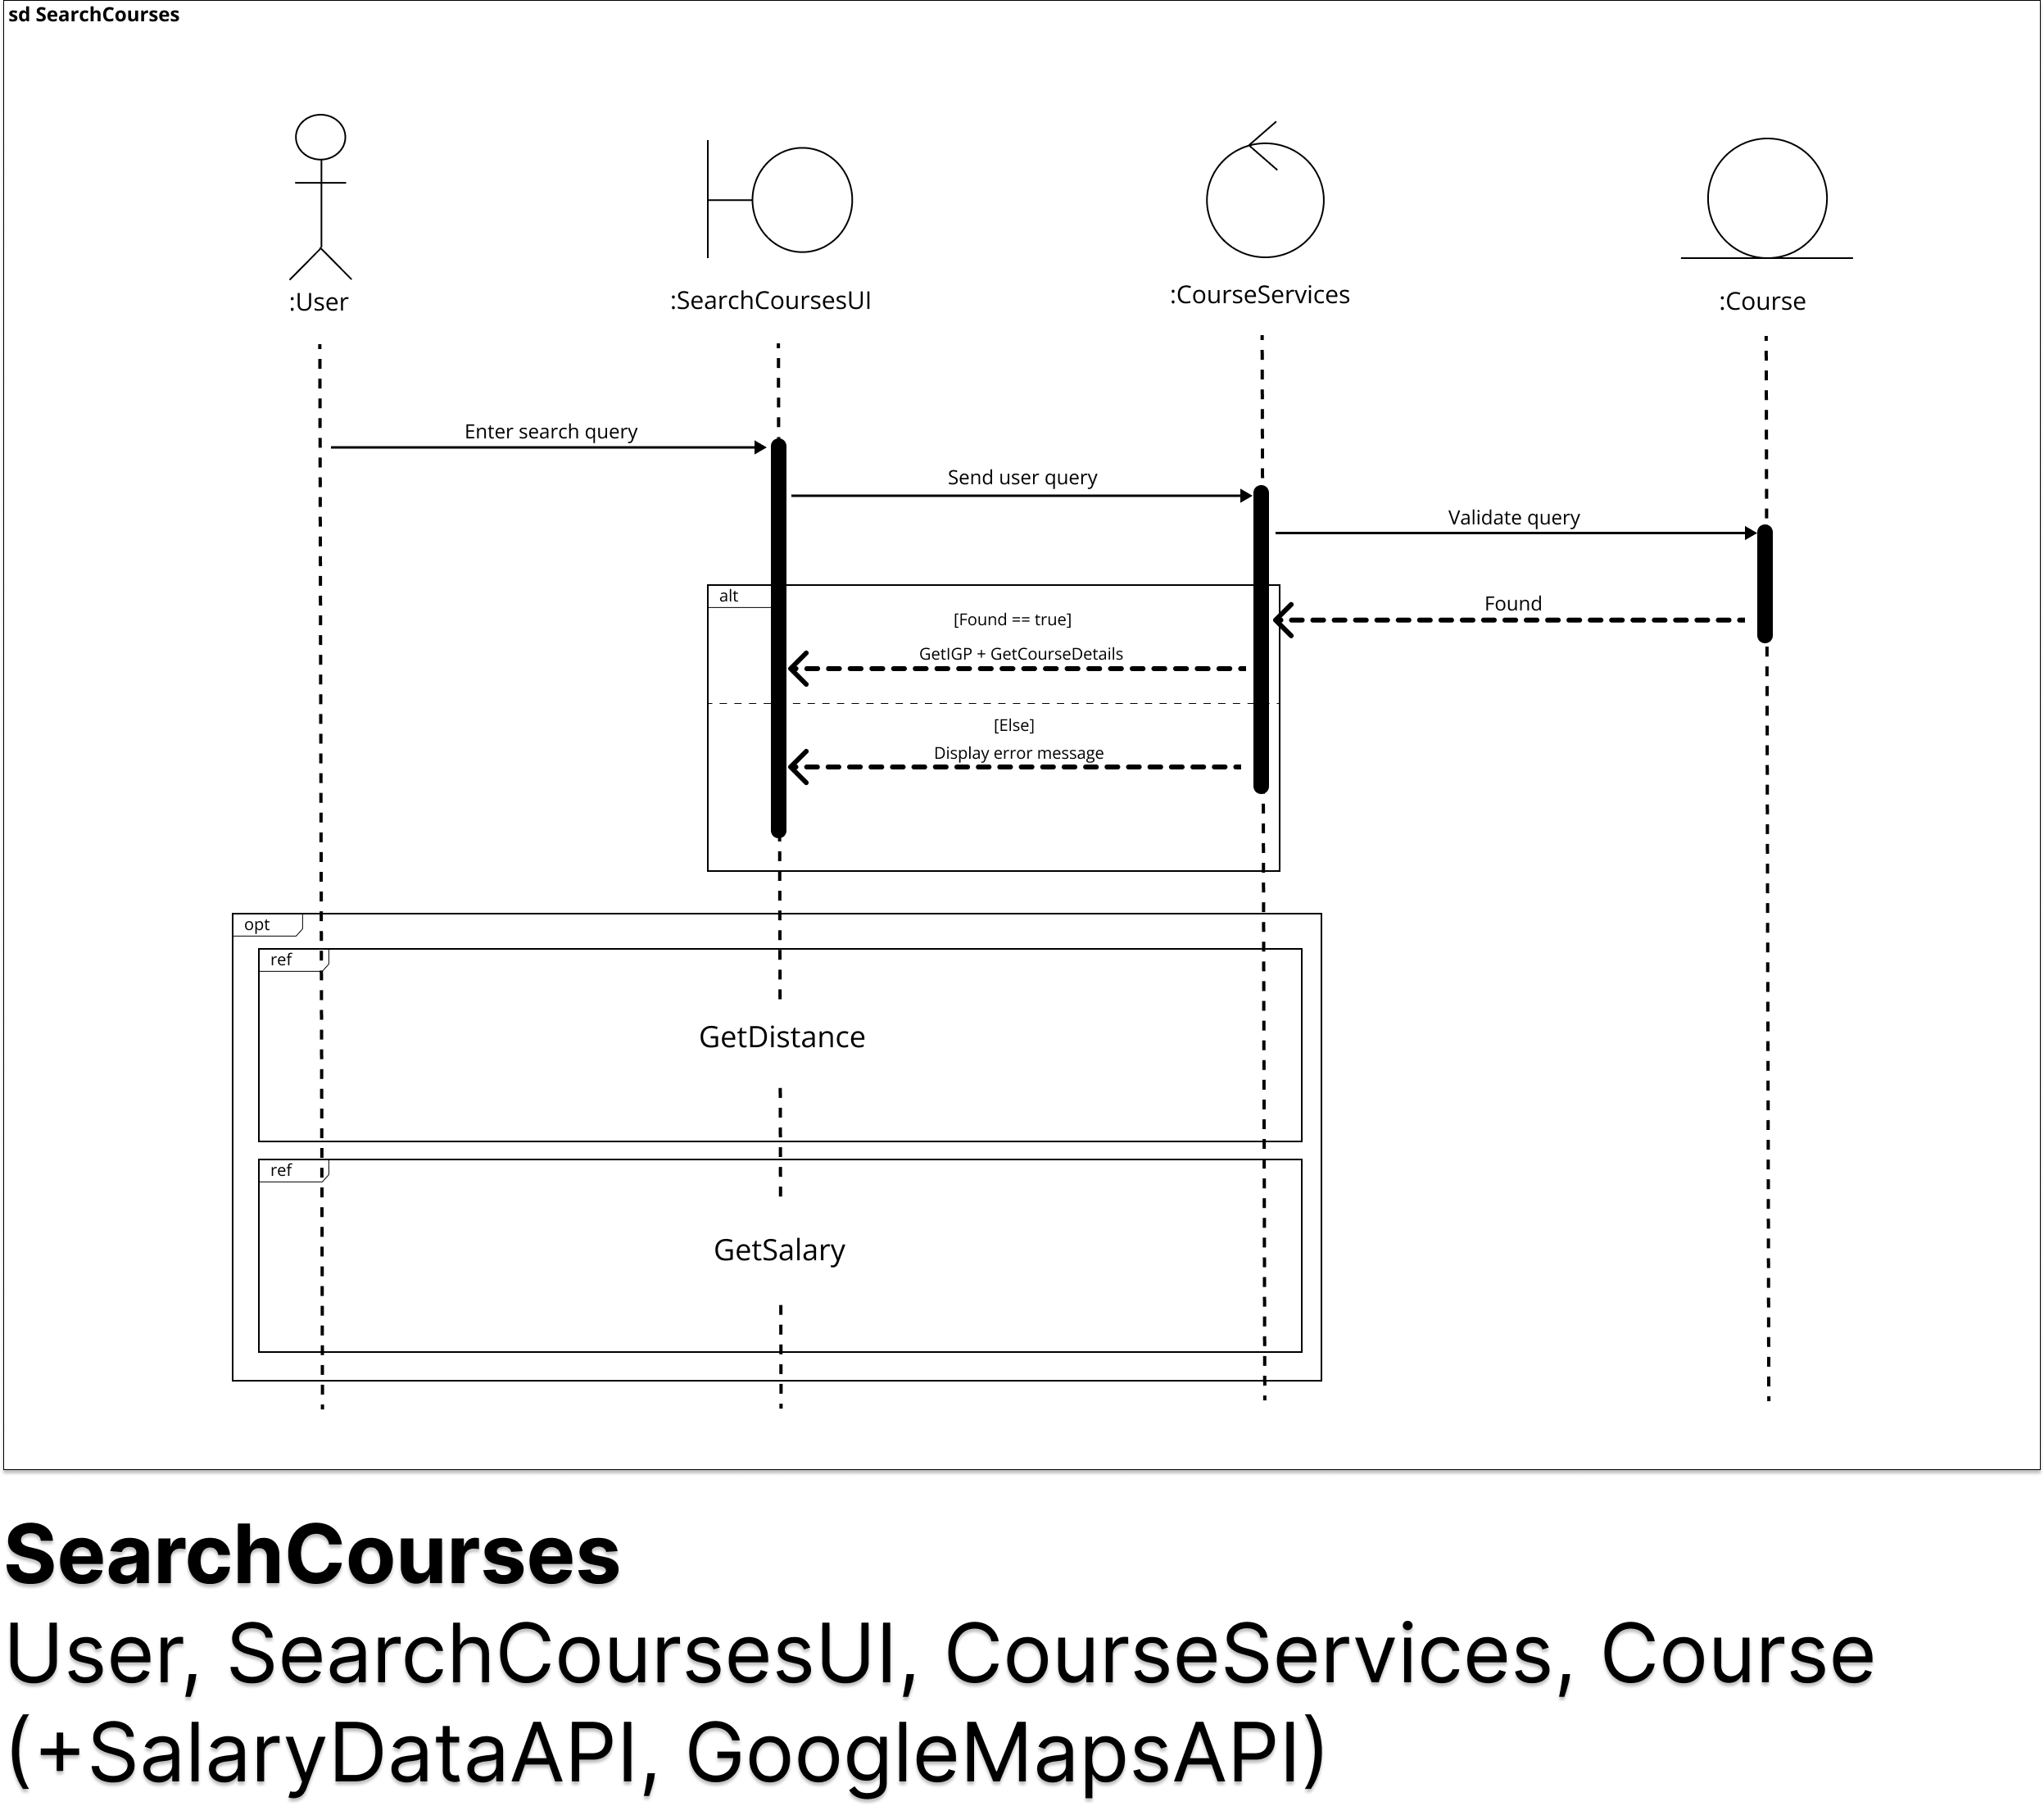 sd SearchCourses
:User
:SearchCoursesUI
:CourseServices
:Course
Enter search query
Send user query
Validate query
alt
Found
[Found == true]
GetIGP + GetCourseDetails
[Else]
Display error message
opt
ref
GetDistance
ref
GetSalary
SearchCourses
User, SearchCoursesUI, CourseServices, Course
(+SalaryDataAPI, GoogleMapsAPI)